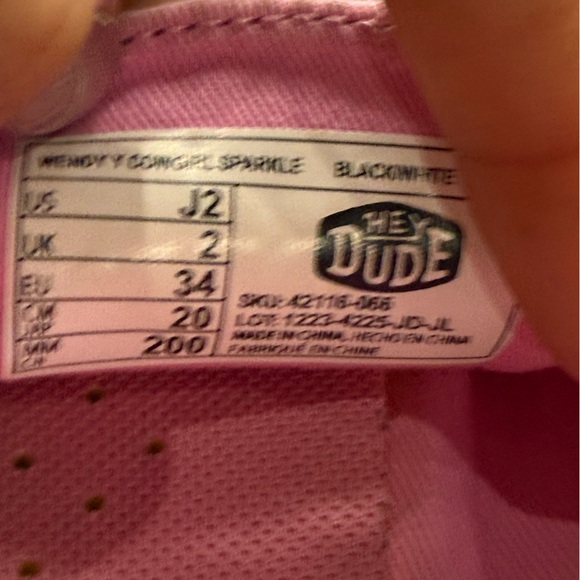 WENDY Y COWGIRL SPARKLE BLACK/WHITE
US J2
UK 2
EU 34
CM 20
JAP
MM 200
HEY
DUDE
SKU: 42116-066
LOT: 1223-4225-JD-JL
MADE IN CHINA, HECHO EN CHINA
FABRIQUÉ EN CHINE